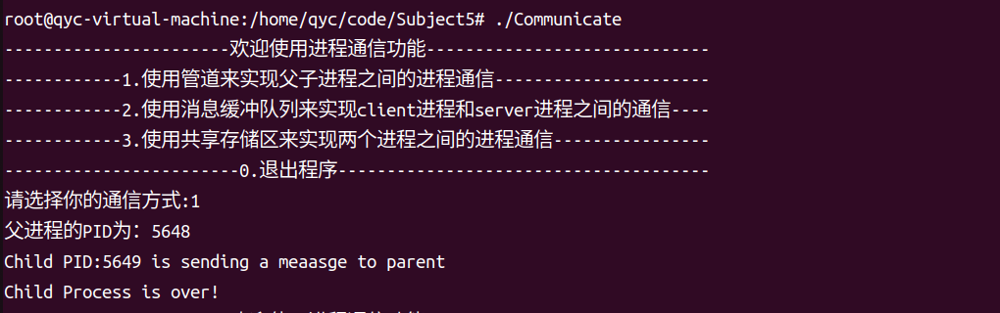 root@qyc-virtual-machine:/home/qyc/code/Subject5# ./Communicate
-----------------------欢迎使用进程通信功能-----------------------------
------------1.使用管道来实现父子进程之间的进程通信----------------------
------------2.使用消息缓冲队列来实现client进程和server进程之间的通信----
------------3.使用共享存储区来实现两个进程之间的进程通信----------------
------------------------0.退出程序--------------------------------------
请选择你的通信方式:1
父进程的PID为：5648
Child PID:5649 is sending a meaasge to parent
Child Process is over!